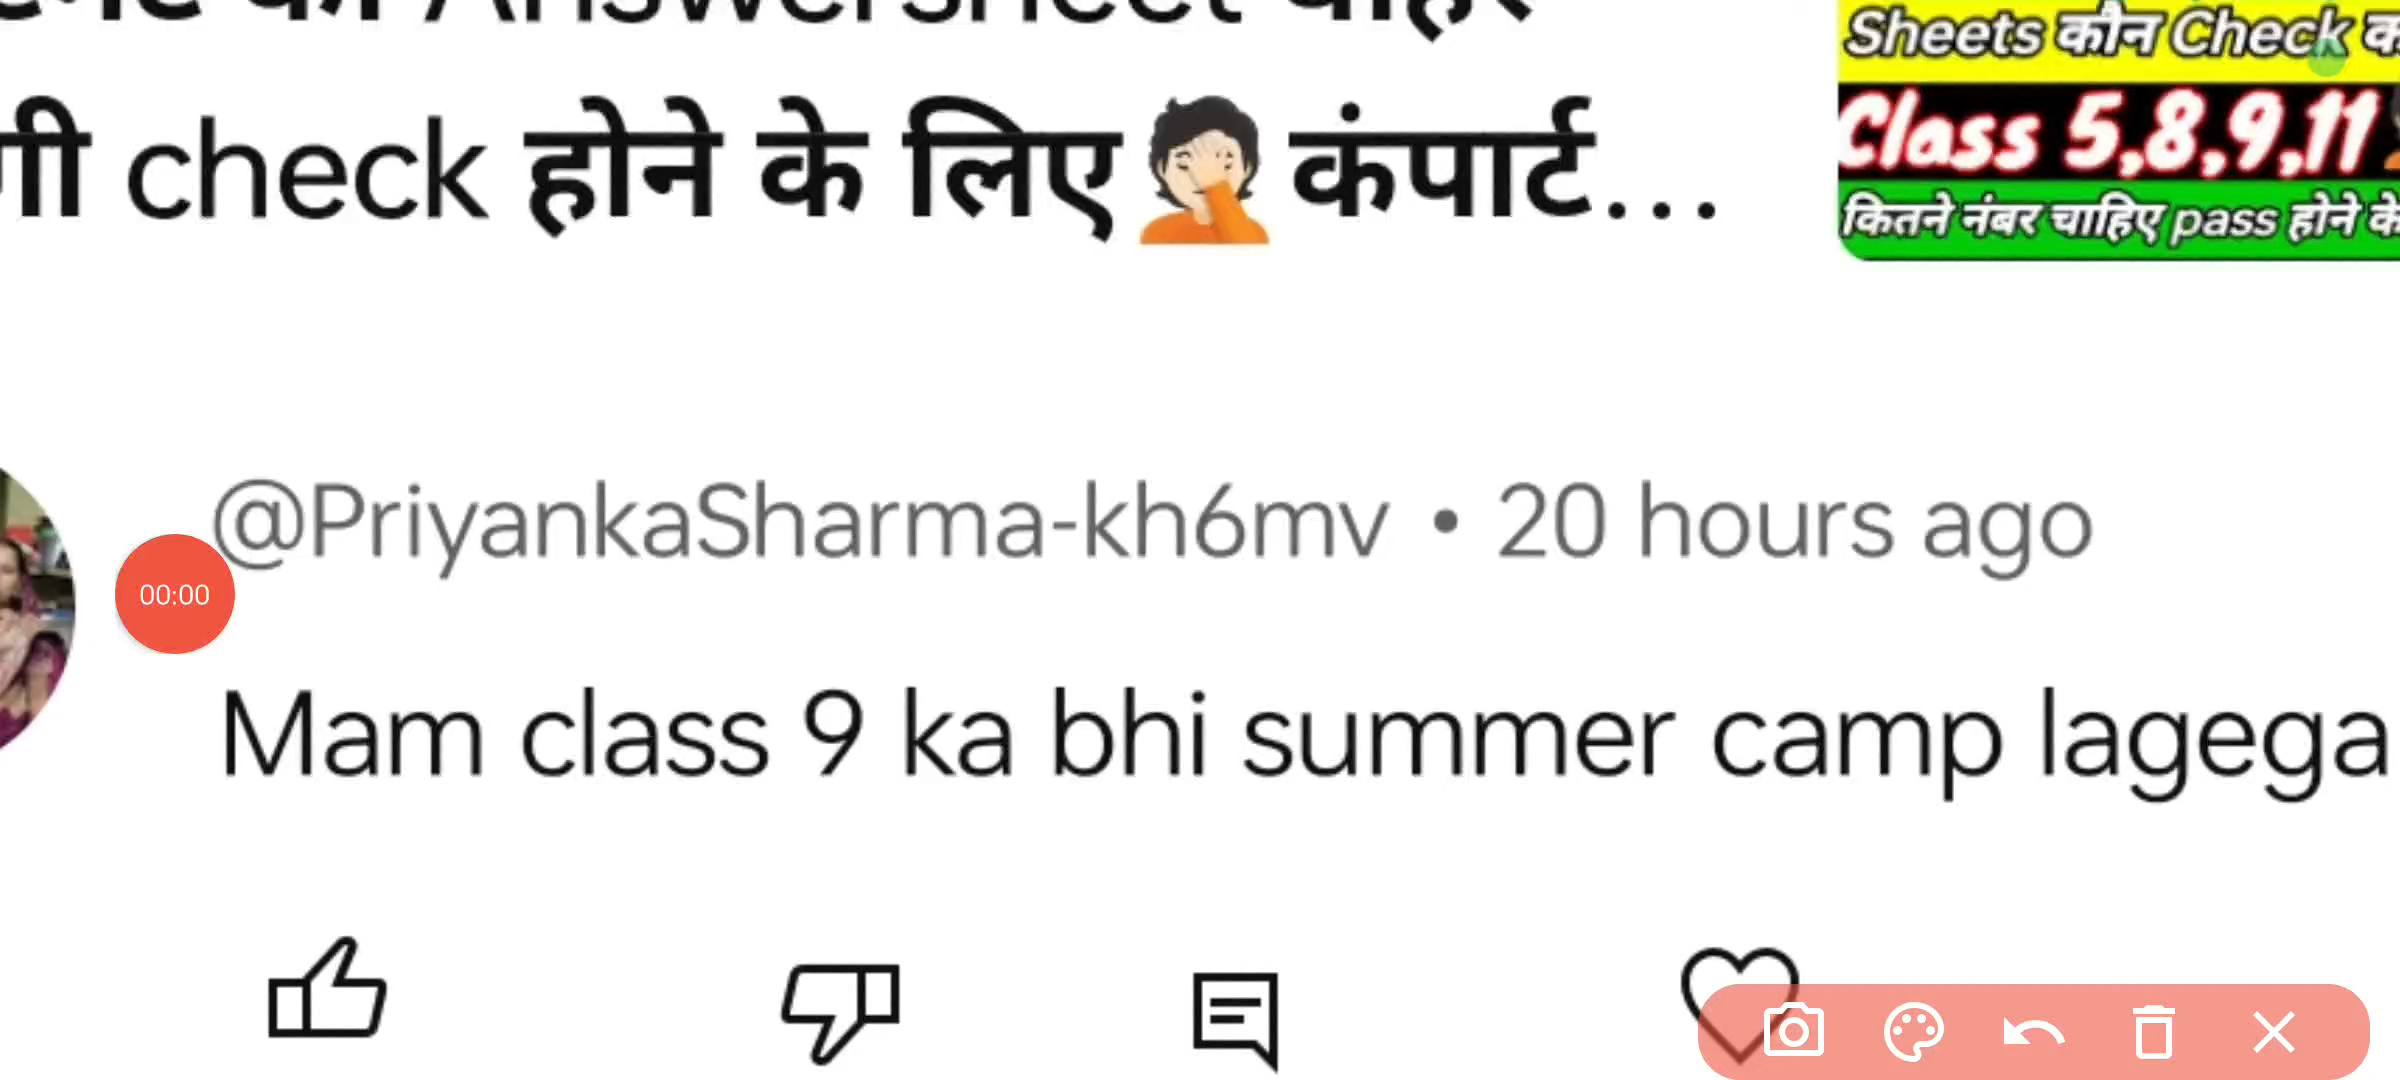 Answersheet
गी check होने के लिए🤦🏻कंपार्ट...
Sheets कौन Check
Class 5,8,9,11
कितने नंबर चाहिए pass होने के
@PriyankaSharma-kh6mv • 20 hours ago
00:00
Mam class 9 ka bhi summer camp lagega